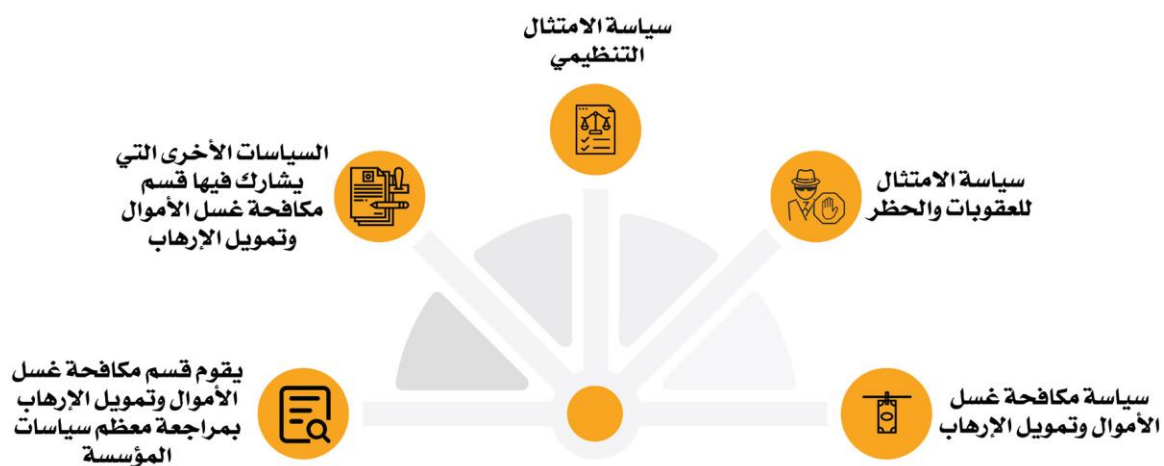 سياسة الامتثال
التنظيمي
سياسة الامتثال
للعقوبات والحظر
سياسة مكافحة غسل
الأموال وتمويل الإرهاب
السياسات الأخرى التي
يشارك فيها قسم
مكافحة غسل الأموال
وتمويل الإرهاب
يقوم قسم مكافحة غسل
الأموال وتمويل الإرهاب
بمراجعة معظم سياسات
المؤسسة